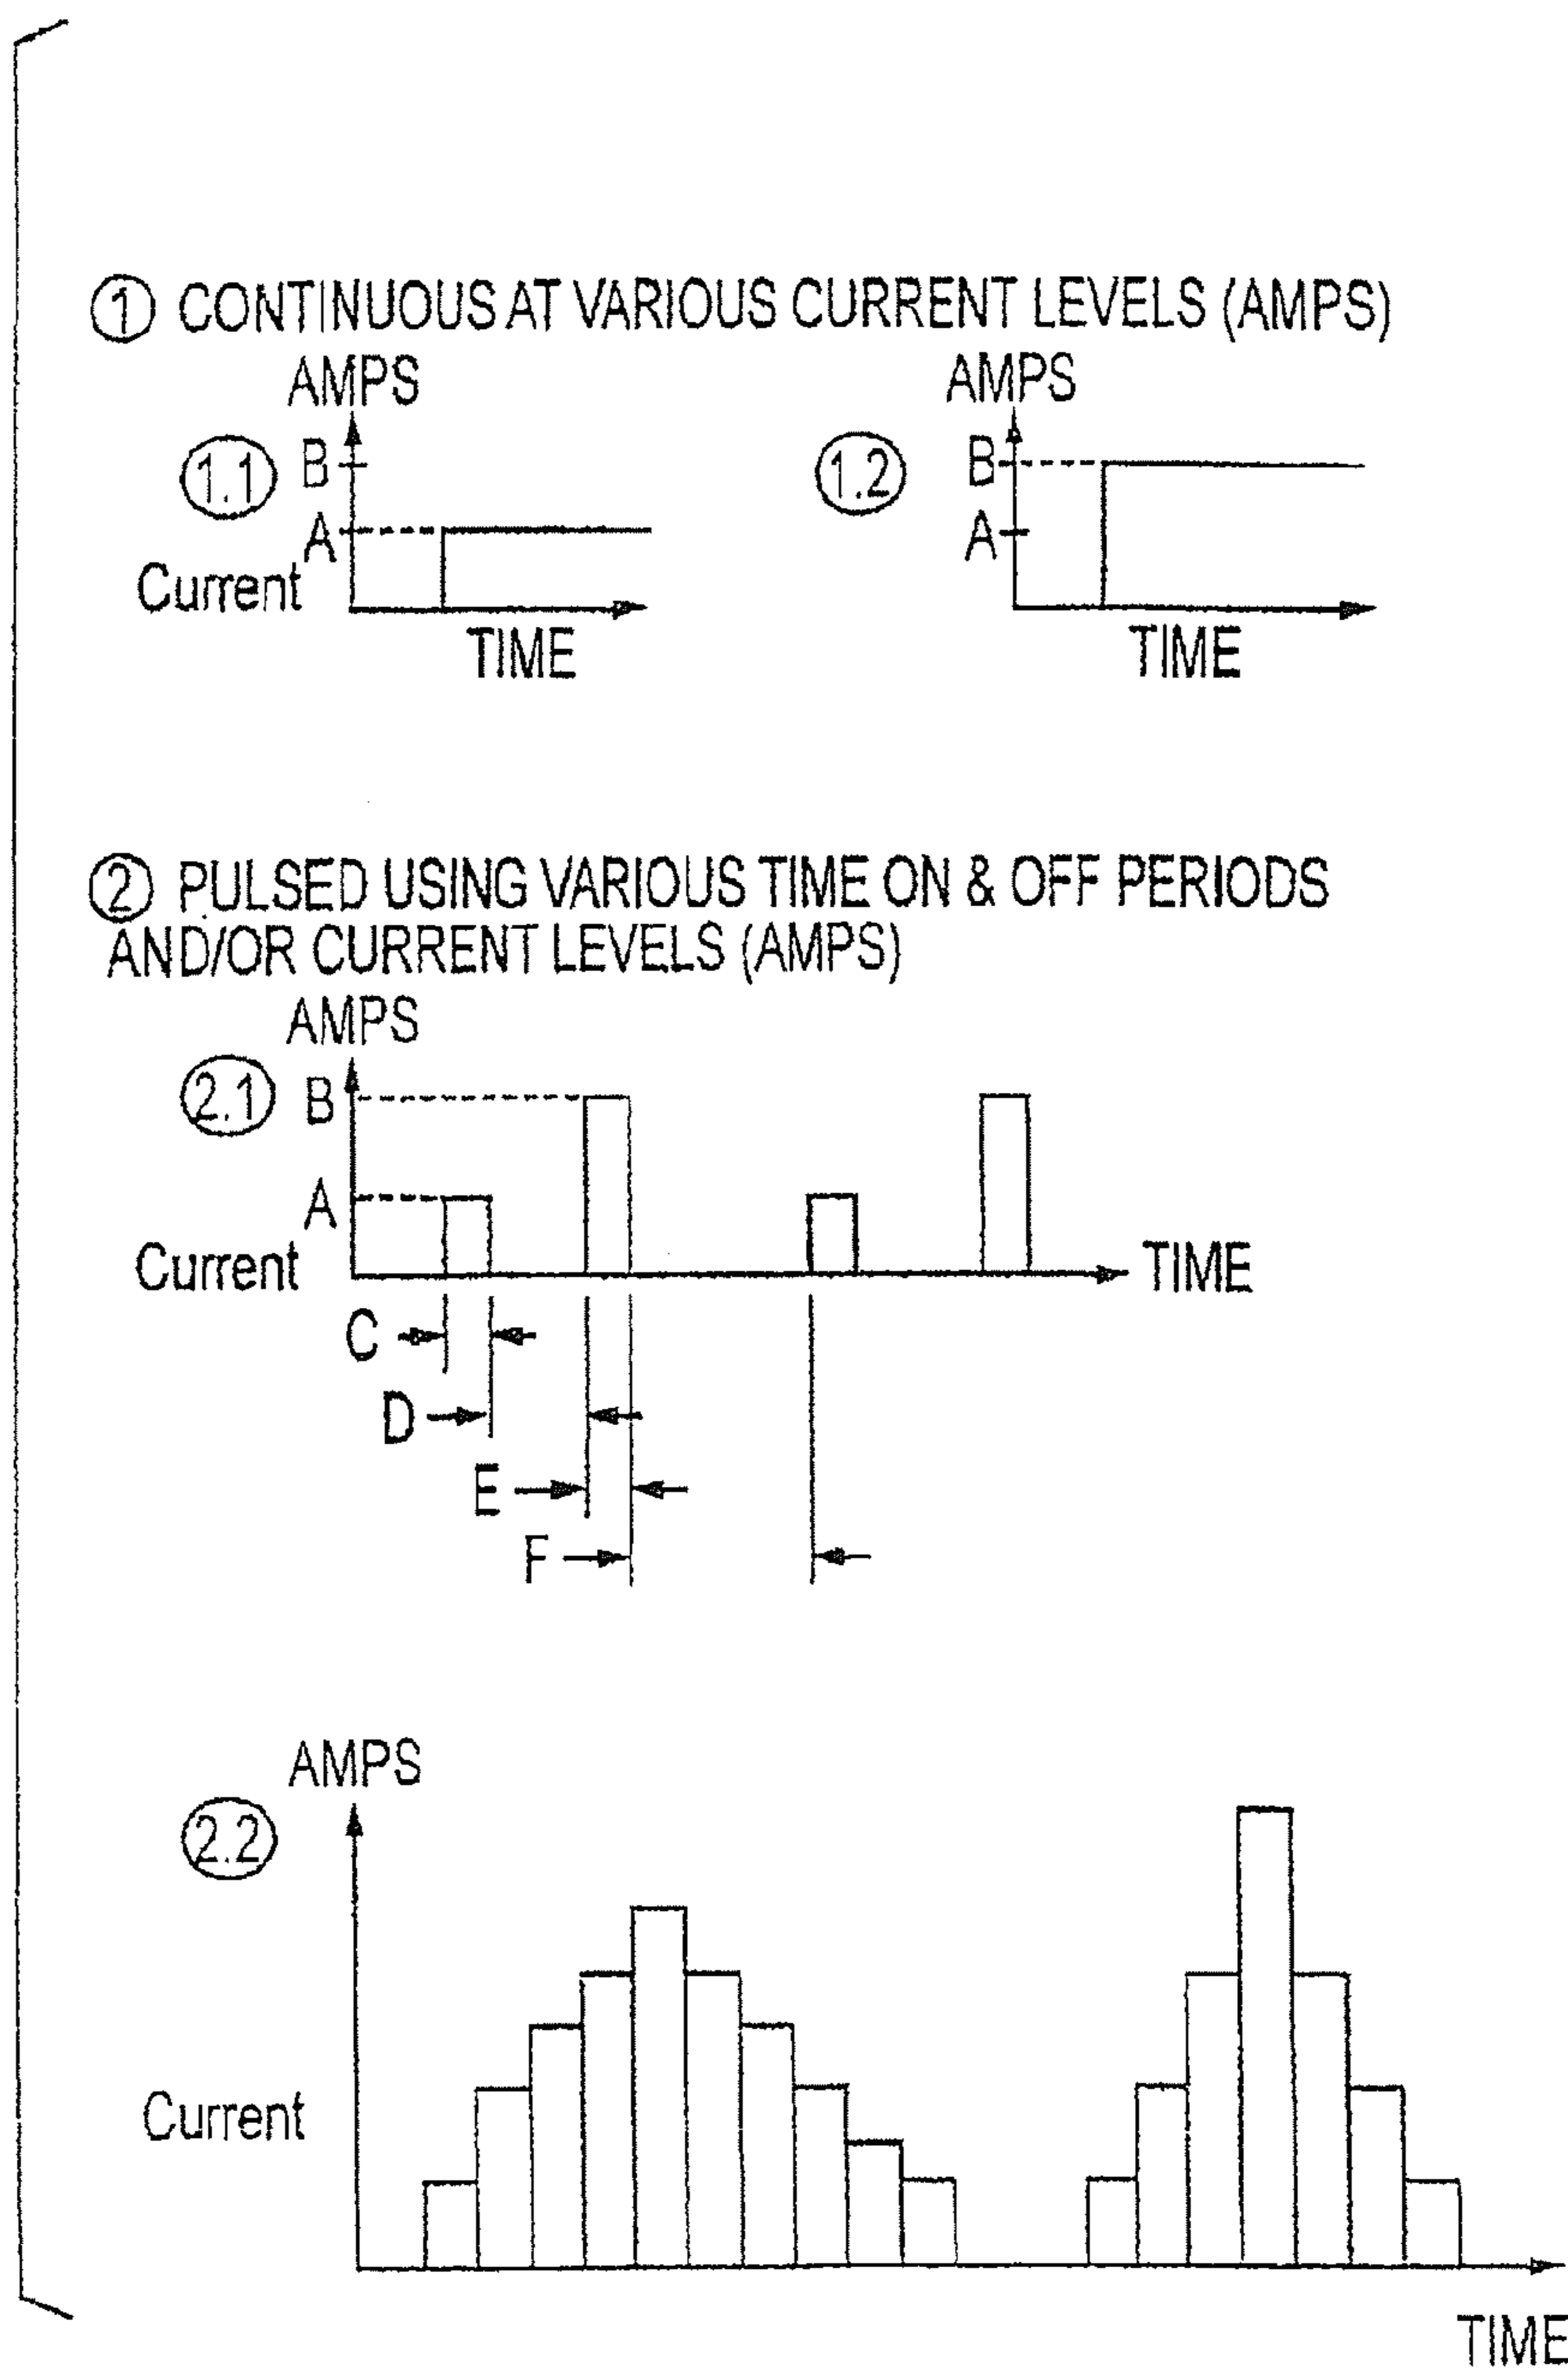 1 CONTINUOUS AT VARIOUS CURRENT LEVELS (AMPS)
AMPS
1.1
B
A
Current
TIME
AMPS
1.2
B
A
TIME
2 PULSED USING VARIOUS TIME ON & OFF PERIODS
AND/OR CURRENT LEVELS (AMPS)
AMPS
2.1
B
A
Current
TIME
C
D
E
F
AMPS
2.2
Current
TIME